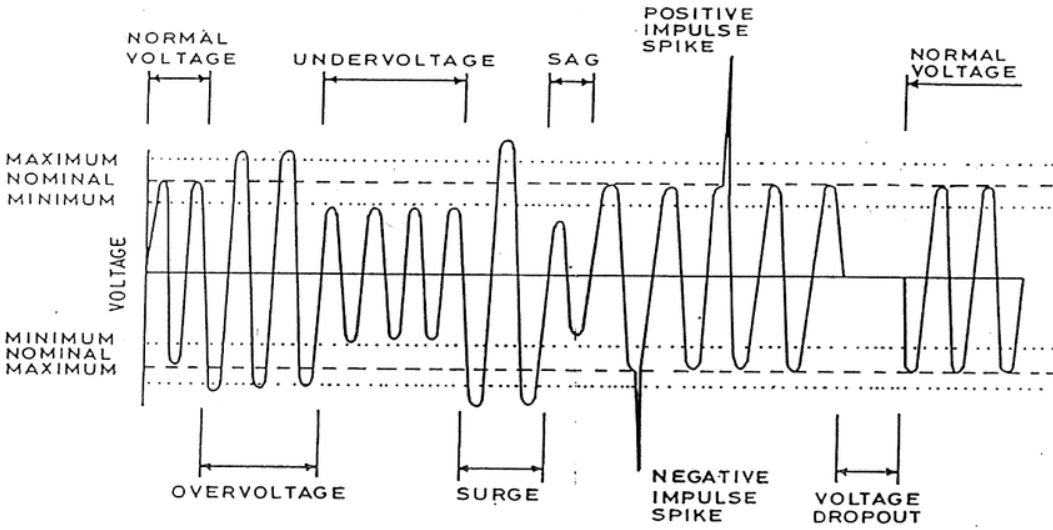 NORMAL
VOLTAGE
UNDERVOLTAGE
SAG
POSITIVE
IMPULSE
SPIKE
NORMAL
VOLTAGE
MAXIMUM
NOMINAL
MINIMUM
VOLTAGE
MINIMUM
NOMINAL
MAXIMUM
OVERVOLTAGE
SURGE
NEGATIVE
IMPULSE
SPIKE
VOLTAGE
DROPOUT